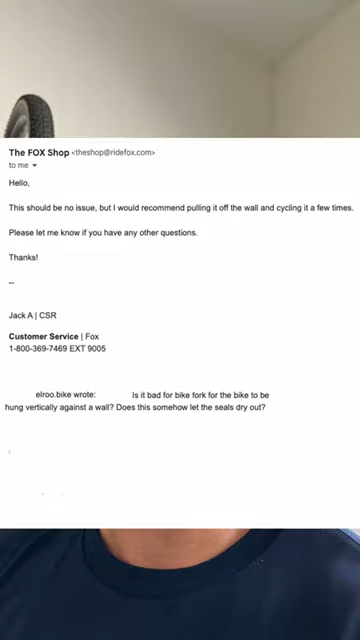 The FOX Shop <theshop@ridefox.com>
to me
Hello,
This should be no issue, but I would recommend pulling it off the wall and cycling it a few times.
Please let me know if you have any other questions.
Thanks!
--
Jack A | CSR
Customer Service | Fox
1-800-369-7469 EXT 9005
elroo.bike wrote: Is it bad for bike fork for the bike to be
hung vertically against a wall? Does this somehow let the seals dry out?